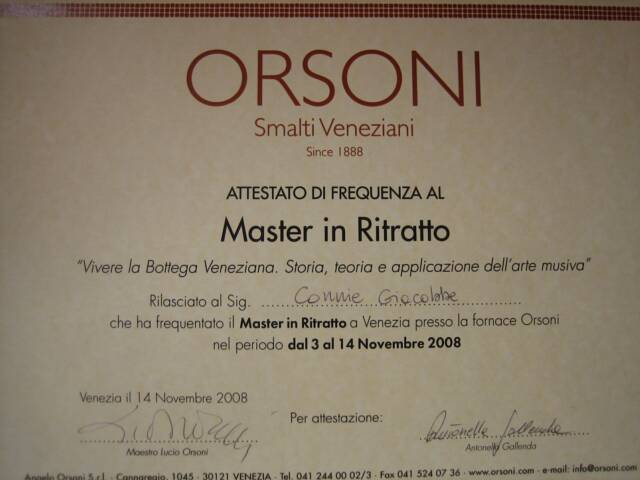 ORSONI
Smalti Veneziani
Since 1888
ATTESTATO DI FREQUENZA AL
Master in Ritratto
"Vivere la Bottega Veneziana. Storia, teoria e applicazione dell'arte musiva"
Rilasciato al Sig. Connie Giacobbe
che ha frequentato il Master in Ritratto a Venezia presso la fornace Orsoni
nel periodo dal 3 al 14 Novembre 2008
Venezia il 14 Novembre 2008
Per attestazione: Antonella Gallenda
Maestro Lucio Orsoni Antonella Gallenda
Angelo Orsoni S.r.l. - Cannaregio, 1045 - 30121 VENEZIA - Tel. 041 244 00 02/3 - Fax 041 524 07 36 - www.orsoni.com - e-mail: info@orsoni.com